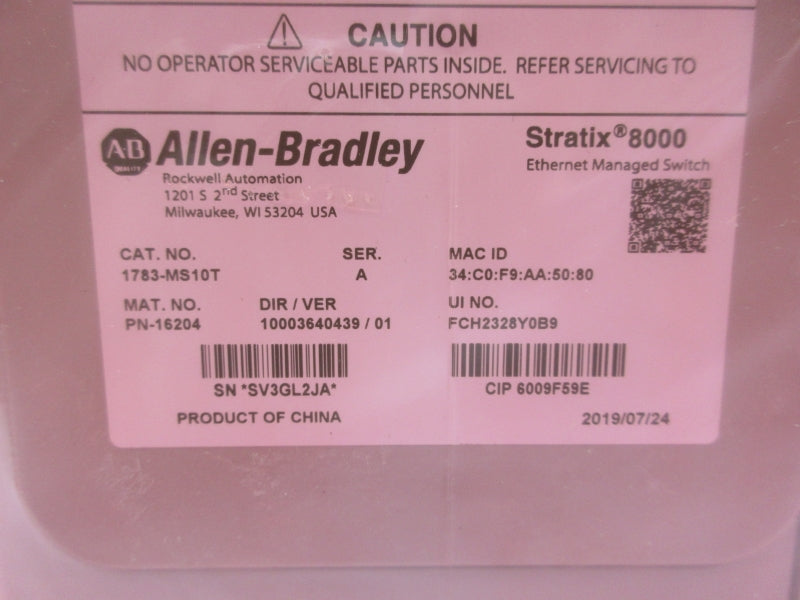 CAUTION
NO OPERATOR SERVICEABLE PARTS INSIDE. REFER SERVICING TO
QUALIFIED PERSONNEL
AB QUALITY Allen-Bradley
Stratix®8000
Ethernet Managed Switch
Rockwell Automation
1201 S 2nd Street
Milwaukee, WI 53204 USA
CAT. NO. SER. MAC ID
1783-MS10T A 34:C0:F9:AA:50:80
MAT. NO. DIR / VER UI NO.
PN-16204 10003640439 / 01 FCH2328Y0B9
SN *SV3GL2JA* CIP 6009F59E
PRODUCT OF CHINA 2019/07/24